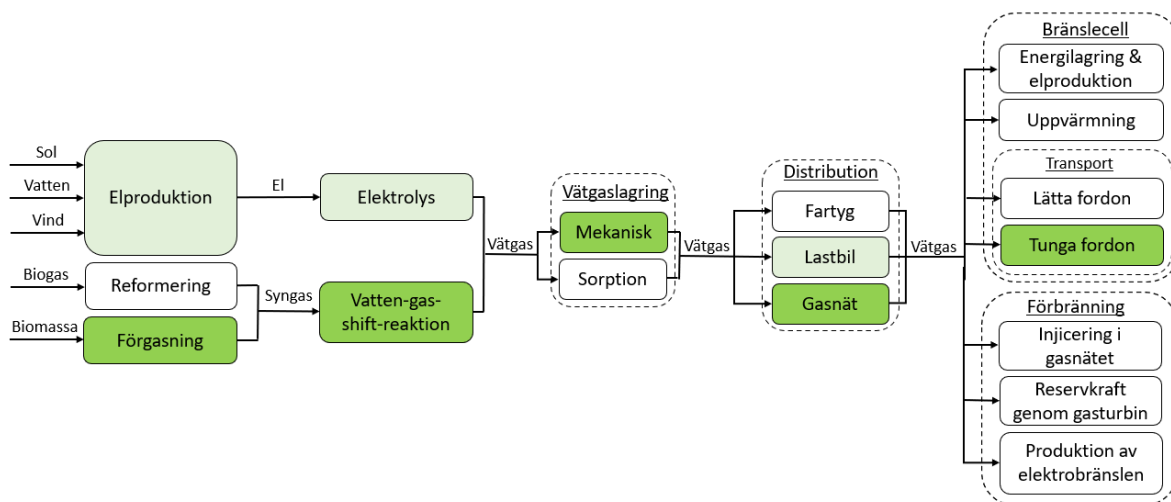 Sol
Vatten
Vind
Elproduktion
El
Elektrolys
Biogas
Reformering
Biomassa
Förgasning
Syngas
Vatten-gas-
shift-reaktion
Vätgas
Vätgaslagring
Mekanisk
Sorption
Vätgas
Distribution
Fartyg
Lastbil
Gasnät
Vätgas
Bränslecell
Energilagring &
elproduktion
Uppvärmning
Transport
Lätta fordon
Tunga fordon
Förbränning
Injicering i
gasnätet
Reservkraft
genom gasturbin
Produktion av
elektrobränslen